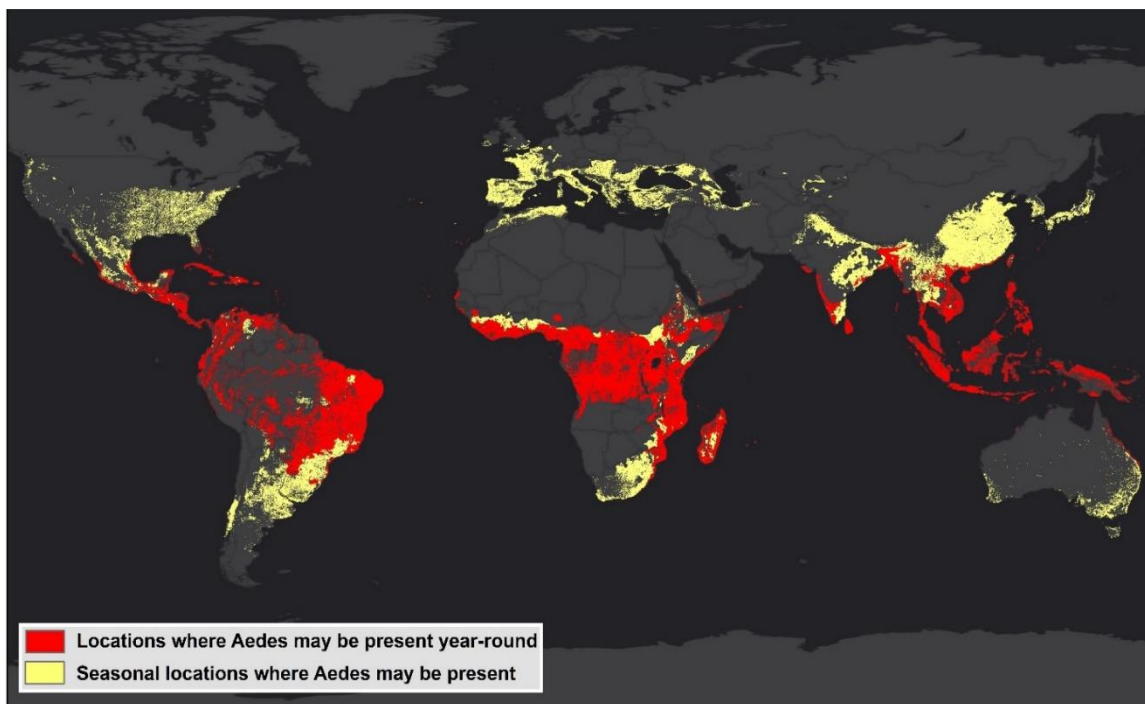 Locations where Aedes may be present year-round
Seasonal locations where Aedes may be present